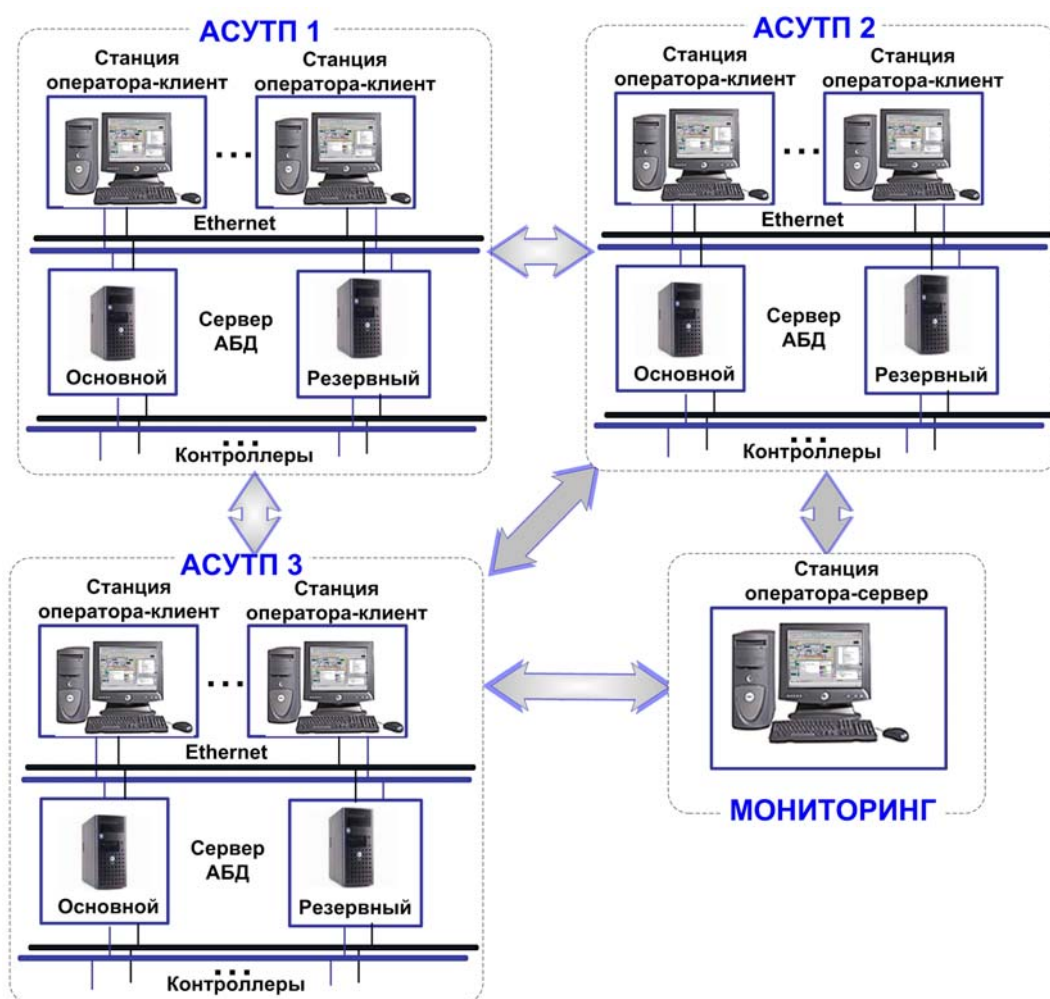 АСУТП 1
Станция
оператора-клиент
Станция
оператора-клиент
...
Ethernet
Сервер
АБД
Основной
Резервный
...
Контроллеры
АСУТП 2
Станция
оператора-клиент
Станция
оператора-клиент
...
Ethernet
Сервер
АБД
Основной
Резервный
...
Контроллеры
АСУТП 3
Станция
оператора-клиент
Станция
оператора-клиент
...
Ethernet
Сервер
АБД
Основной
Резервный
...
Контроллеры
Станция
оператора-сервер
МОНИТОРИНГ